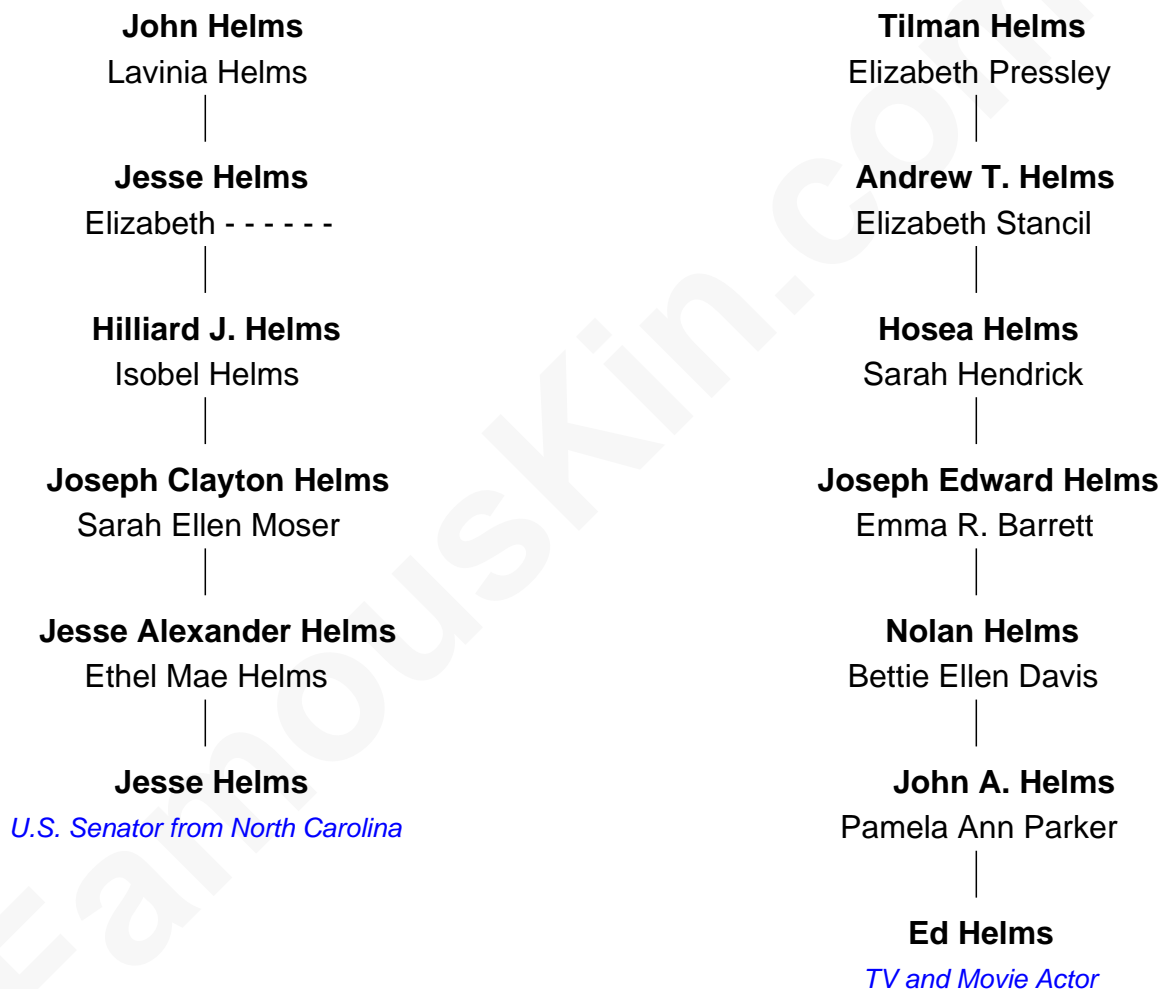 John Helms
Lavinia Helms
Jesse Helms
Elizabeth - - - - - -
Hilliard J. Helms
Isobel Helms
Joseph Clayton Helms
Sarah Ellen Moser
Jesse Alexander Helms
Ethel Mae Helms
Jesse Helms
U.S. Senator from North Carolina
Tilman Helms
Elizabeth Pressley
Andrew T. Helms
Elizabeth Stancil
Hosea Helms
Sarah Hendrick
Joseph Edward Helms
Emma R. Barrett
Nolan Helms
Bettie Ellen Davis
John A. Helms
Pamela Ann Parker
Ed Helms
TV and Movie Actor
FamousKin.com